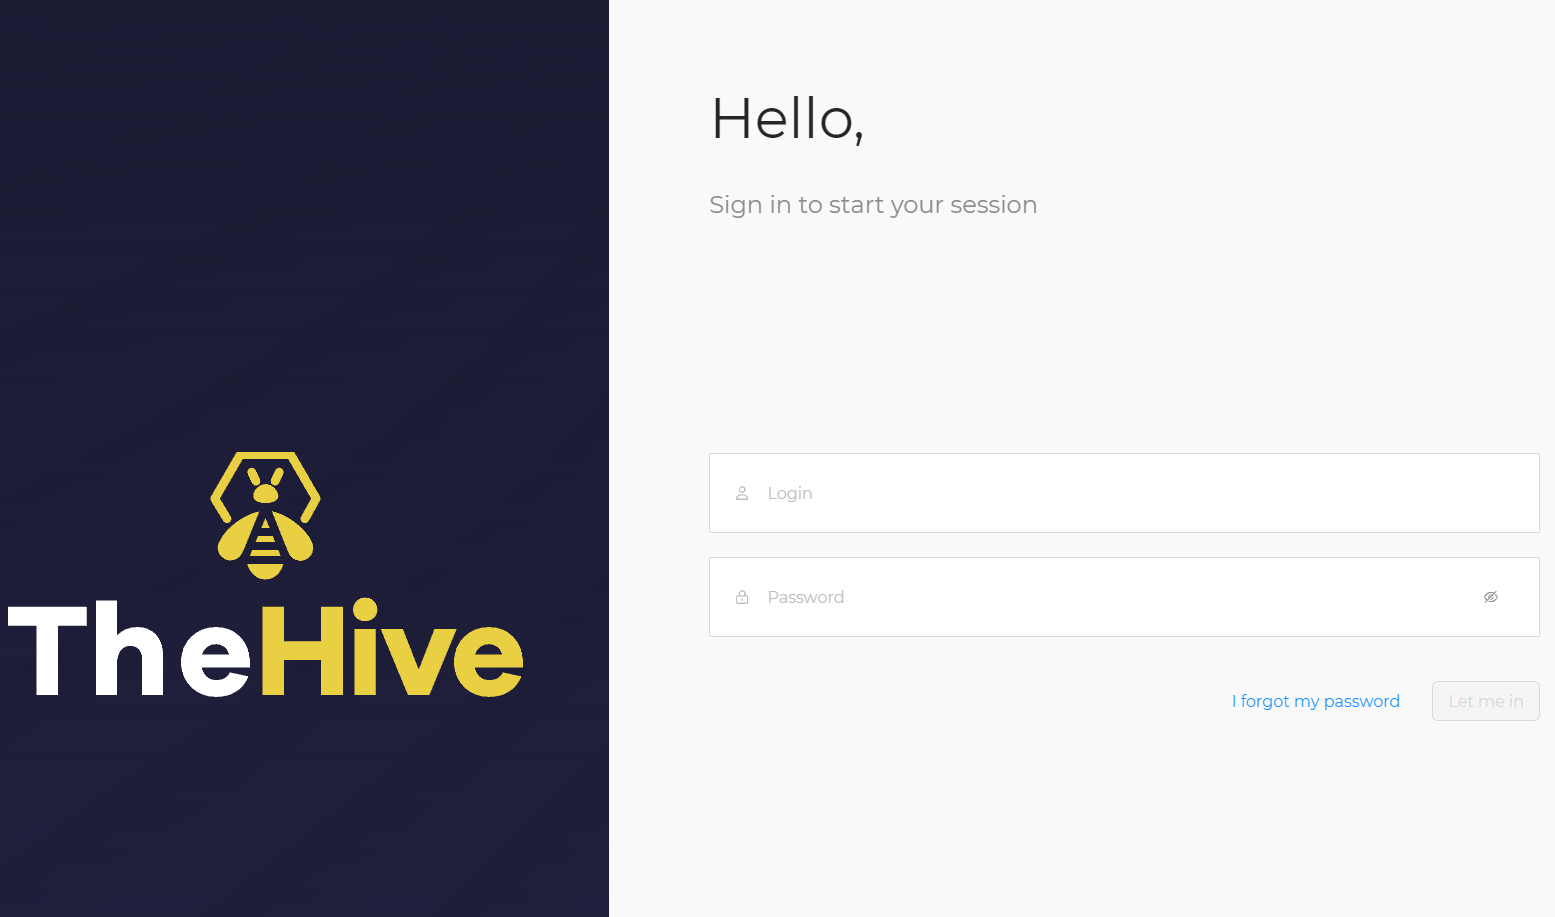 TheHive
Hello,
Sign in to start your session
Login
Password
I forgot my password
Let me in